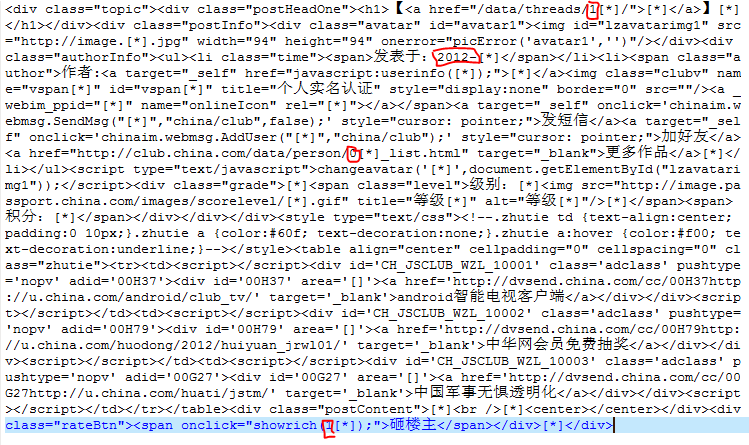 <div class="topic"><div class="postHeadOne"><h1>【<a href="/data/threads/1[*]/">[*]</a>】[*]
</h1></div><div class="postInfo"><div class="avatar" id="avatar1"><img id="lzavatarimg1" src=
"http://image.[*].jpg" width="94" height="94" onerror="picError('avatar1','')"/></div><div
class="authorInfo"><ul><li class="time"><span>发表于：2012-[*]</span></li><li><span class="a
uthor">作者:<a target="_self" href="javascript:userinfo([*]);">[*]</a><img class="clubv" na
me="vspan[*]" id="vspan[*]" title="个人实名认证" style="display:none" border="0" src=""/><a
_webim_ppid="[*]" name="onlineIcon" rel="[*]"></a></span><a target="_self" onclick='chinaim.w
ebmsg.SendMsg("[*]","china/club",false);' style="cursor: pointer;">发短信</a><a target="_sel
f" onclick='chinaim.webmsg.AddUser("[*]","china/club");' style="cursor: pointer;">加好友</a>
<a href="http://club.china.com/data/person/[*]_list.html" target="_blank">更多作品</a>[*]</
li></ul><script type="text/javascript">changeavatar('[*]',document.getElementById("lzavatari
mg1"));</script><div class="grade">[*]<span class="level">级别：[*]<img src="http://image.pa
ssport.china.com/images/scorelevel/[*].gif" title="等级[*]" alt="等级[*]"/>[*]</span><span>
积分：[*]</span></div></div></div><style type="text/css"><!--.zhutie td {text-align:center;
padding:0 10px;}.zhutie a {color:#60f; text-decoration:none;}.zhutie a:hover {color:#f00; te
xt-decoration:underline;}--></style><table align="center" cellpadding="0" cellspacing="0" cl
ass="zhutie"><tr><td><script></script><div id='CH_JSCLUB_WZL_10001' class='adclass' pushtype
='nopv' adid='00H37'><div id='00H37' area='[]'><a href='http://dvsend.china.com/cc/00H37http
://u.china.com/android/club_tv/' target='_blank'>android智能电视客户端</a></div></div><script
></script></td><td><script></script><div id='CH_JSCLUB_WZL_10002' class='adclass' pushtype=
'nopv' adid='00H79'><div id='00H79' area='[]'><a href='http://dvsend.china.com/cc/00H79http:
//u.china.com/huodong/2012/huiyuan_jrwl01/' target='_blank'>中华网会员免费抽奖</a></div></di
v><script></script></td><td><script></script><div id='CH_JSCLUB_WZL_10003' class='adclass' p
ushtype='nopv' adid='00G27'><div id='00G27' area='[]'><a href='http://dvsend.china.com/cc/00
G27http://u.china.com/huati/jstm/' target='_blank'>中国军事无惧透明化</a></div></div><script
></script></td></tr></table><div class="postContent">[*]<br />[*]<center></center></div><div
class="rateBtn"><span onclick="showrich([*]);">砸楼主</span></div>[*]</div>